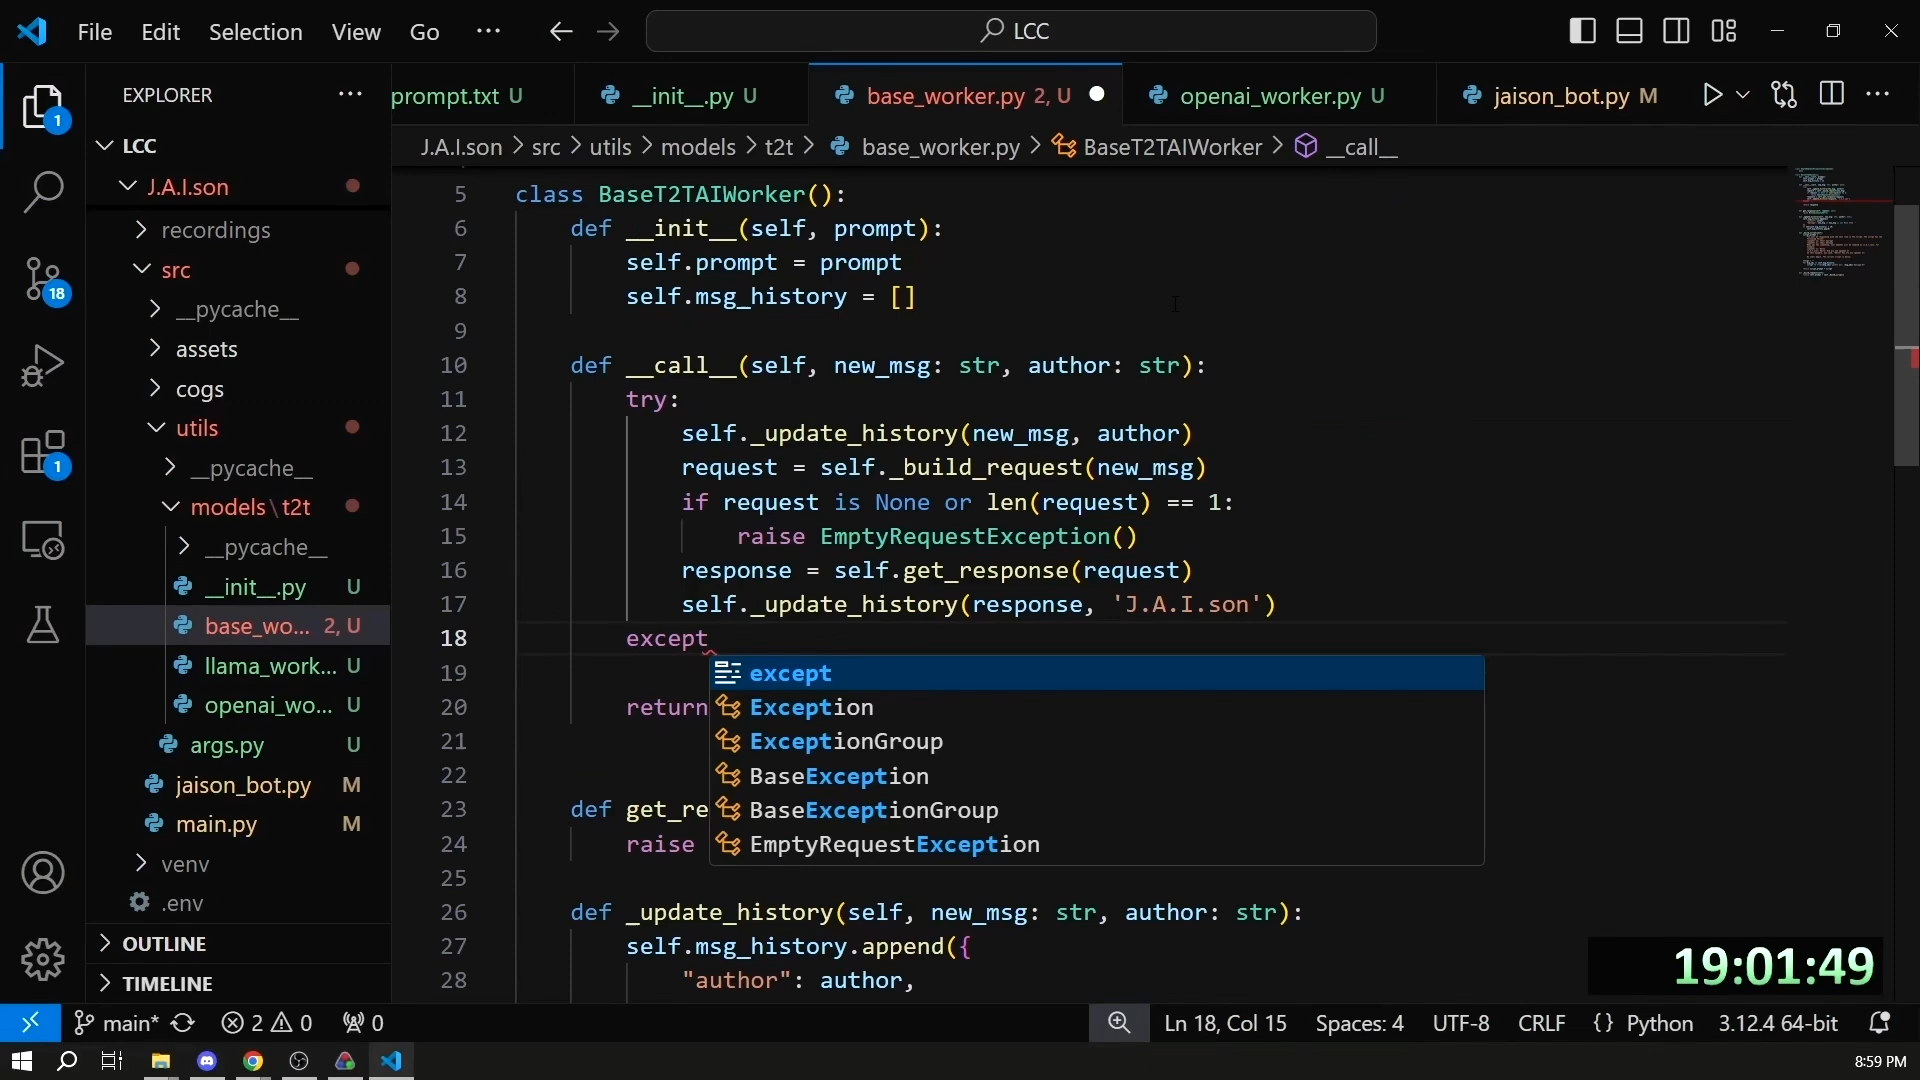 File Edit Selection View Go ··· LCC
EXPLORER ···
prompt.txt U __init__.py U base_worker.py 2, U openai_worker.py U jaison_bot.py M
J.A.I.son > src > utils > models > t2t > base_worker.py > BaseT2TAIWorker > __call__
1
LCC
J.A.I.son
recordings
src
__pycache__
assets
cogs
utils
__pycache__
models\t2t
__pycache__
__init__.py U
base_wo... 2, U
llama_work... U
openai_wo... U
args.py U
jaison_bot.py M
main.py M
venv
.env
OUTLINE
TIMELINE
18
1
5 class BaseT2TAIWorker():
6 def __init__(self, prompt):
7 self.prompt = prompt
8 self.msg_history = []
9
10 def __call__(self, new_msg: str, author: str):
11 try:
12 self._update_history(new_msg, author)
13 request = self._build_request(new_msg)
14 if request is None or len(request) == 1:
15 raise EmptyRequestException()
16 response = self.get_response(request)
17 self._update_history(response, 'J.A.I.son')
18 except
19
20 return
21
22
23 def get_re
24 raise
25
26 def _update_history(self, new_msg: str, author: str):
27 self.msg_history.append({
28 "author": author,
except
Exception
ExceptionGroup
BaseException
BaseExceptionGroup
EmptyRequestException
19:01:49
main* 2 0 0 Ln 18, Col 15 Spaces: 4 UTF-8 CRLF {} Python 3.12.4 64-bit
8:59 PM